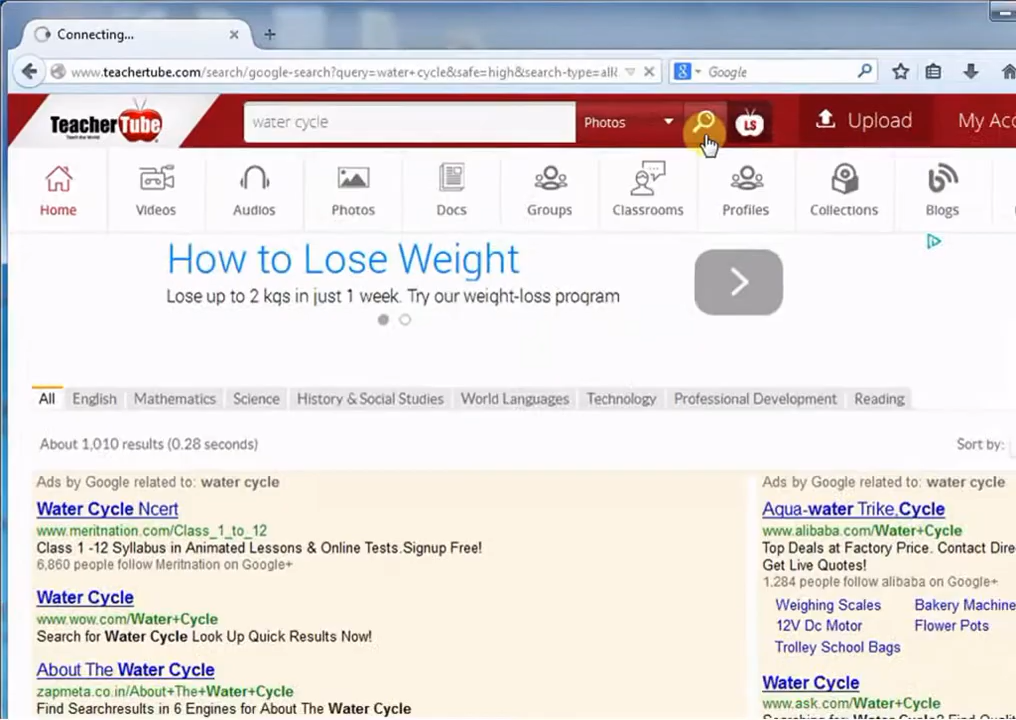 Connecting...
www.teachertube.com/search/google-search?query=water+cycle&safe=high&search-type=all
Google
TeacherTube
water cycle
Photos
LS
Upload
My Acc
Home
Videos
Audios
Photos
Docs
Groups
Classrooms
Profiles
Collections
Blogs
How to Lose Weight
Lose up to 2 kgs in just 1 week. Try our weight-loss program
All English Mathematics Science History & Social Studies World Languages Technology Professional Development Reading
About 1,010 results (0.28 seconds)
Sort by:
Ads by Google related to: water cycle
Water Cycle Ncert
www.meritnation.com/Class_1_to_12
Class 1 -12 Syllabus in Animated Lessons & Online Tests.Signup Free!
6,860 people follow Meritnation on Google+
Water Cycle
www.wow.com/Water+Cycle
Search for Water Cycle Look Up Quick Results Now!
About The Water Cycle
zapmeta.co.in/About+The+Water+Cycle
Find Searchresults in 6 Engines for About The Water Cycle
Ads by Google related to: water cycle
Aqua-water Trike,Cycle
www.alibaba.com/Water+Cycle
Top Deals at Factory Price. Contact Dire
Get Live Quotes!
1,284 people follow alibaba on Google+
Weighing Scales Bakery Machine
12V Dc Motor Flower Pots
Trolley School Bags
Water Cycle
www.ask.com/Water+Cycle